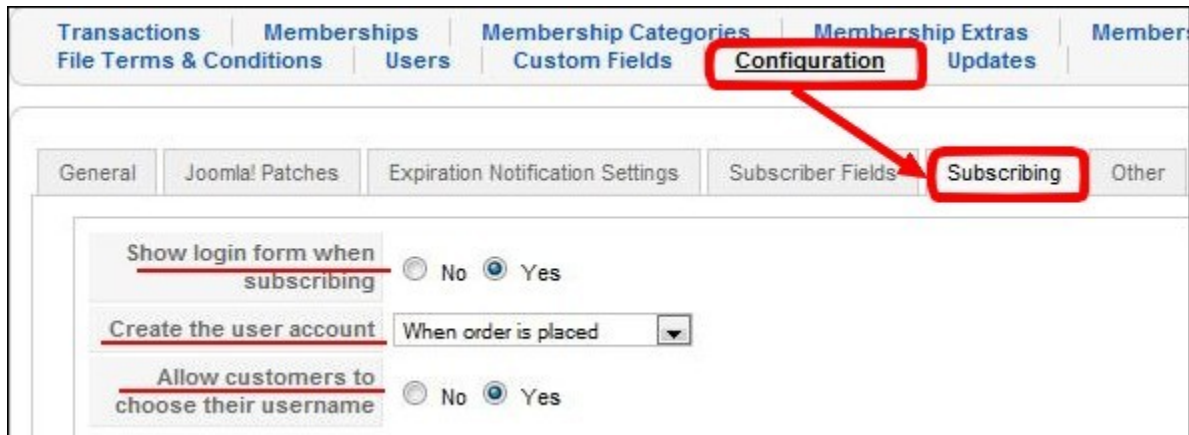 Transactions Memberships Membership Categories Membership Extras Members
File Terms & Conditions Users Custom Fields Configuration Updates
General Joomla! Patches Expiration Notification Settings Subscriber Fields Subscribing Other
Show login form when
subscribing No Yes
Create the user account When order is placed
Allow customers to
choose their username No Yes